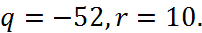 q = −52, r = 10.